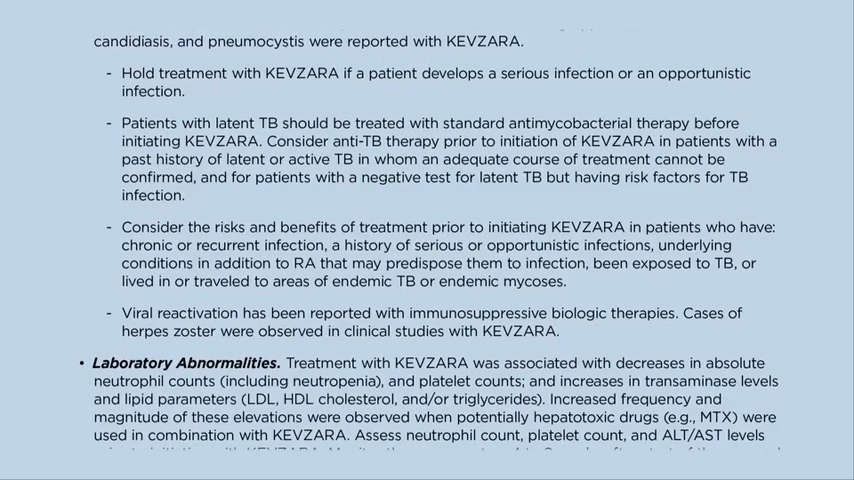 candidiasis, and pneumocystis were reported with KEVZARA.
- Hold treatment with KEVZARA if a patient develops a serious infection or an opportunistic
infection.
- Patients with latent TB should be treated with standard antimycobacterial therapy before
initiating KEVZARA. Consider anti-TB therapy prior to initiation of KEVZARA in patients with a
past history of latent or active TB in whom an adequate course of treatment cannot be
confirmed, and for patients with a negative test for latent TB but having risk factors for TB
infection.
- Consider the risks and benefits of treatment prior to initiating KEVZARA in patients who have:
chronic or recurrent infection, a history of serious or opportunistic infections, underlying
conditions in addition to RA that may predispose them to infection, been exposed to TB, or
lived in or traveled to areas of endemic TB or endemic mycoses.
- Viral reactivation has been reported with immunosuppressive biologic therapies. Cases of
herpes zoster were observed in clinical studies with KEVZARA.
• Laboratory Abnormalities. Treatment with KEVZARA was associated with decreases in absolute
neutrophil counts (including neutropenia), and platelet counts; and increases in transaminase levels
and lipid parameters (LDL, HDL cholesterol, and/or triglycerides). Increased frequency and
magnitude of these elevations were observed when potentially hepatotoxic drugs (e.g., MTX) were
used in combination with KEVZARA. Assess neutrophil count, platelet count, and ALT/AST levels